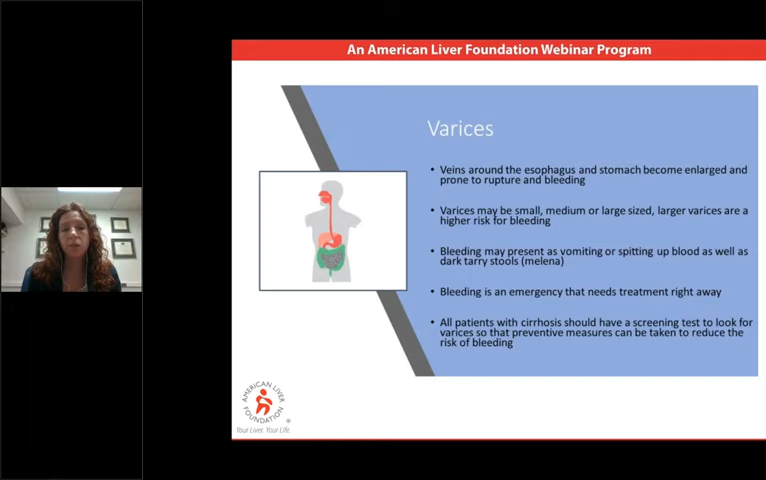 An American Liver Foundation Webinar Program
Varices
• Veins around the esophagus and stomach become enlarged and
prone to rupture and bleeding
• Varices may be small, medium or large sized, larger varices are a
higher risk for bleeding
• Bleeding may present as vomiting or spitting up blood as well as
dark tarry stools (melena)
• Bleeding is an emergency that needs treatment right away
• All patients with cirrhosis should have a screening test to look for
varices so that preventive measures can be taken to reduce the
risk of bleeding
AMERICAN LIVER
FOUNDATION
®
Your Liver. Your Life.